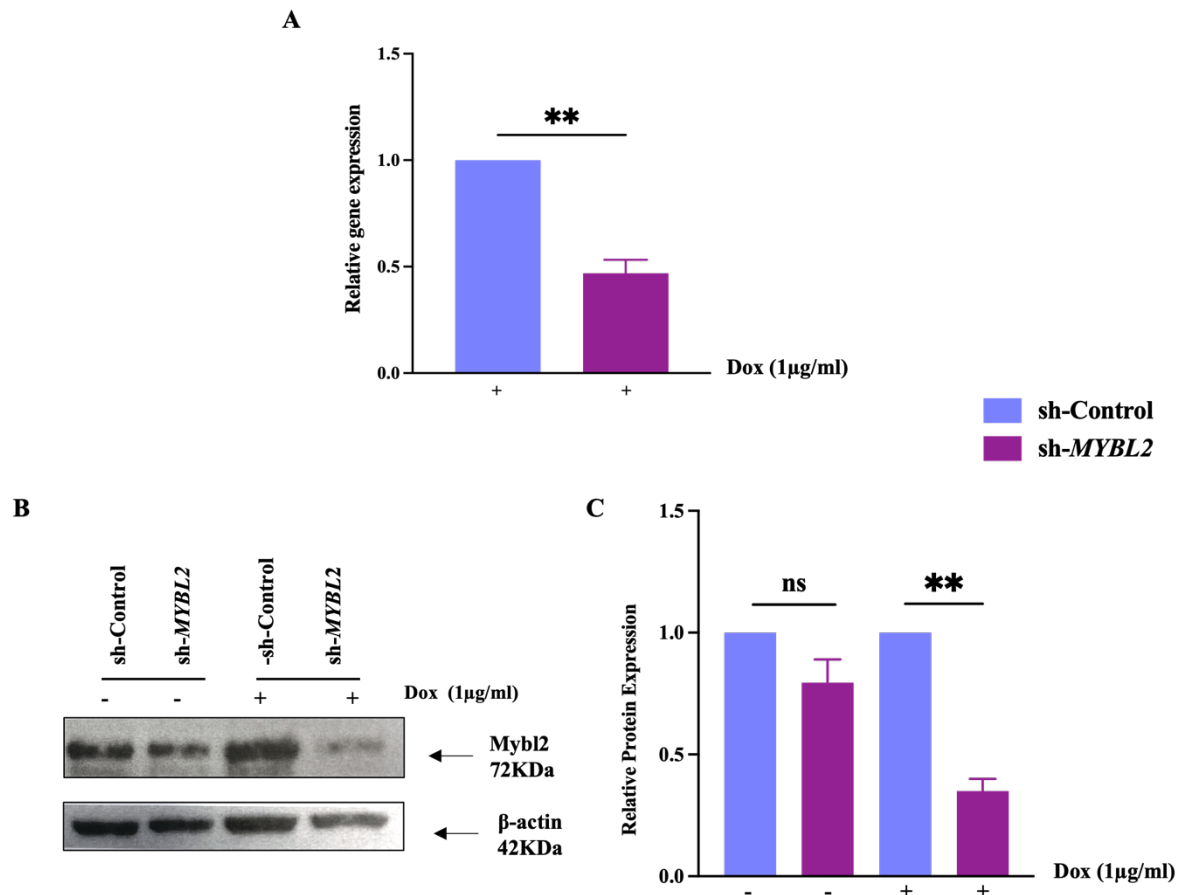 A
1.5
**
1.0
0.5
0.0
Relative gene expression
+ +
Dox (1µg/ml)
sh-Control
sh-MYBL2
B
sh-Control
sh-MYBL2
-sh-Control
sh-MYBL2
- - + +
Dox (1µg/ml)
Mybl2
72KDa
β-actin
42KDa
C
1.5
ns
**
1.0
0.5
0.0
Relative Protein Expression
- - + +
Dox (1µg/ml)